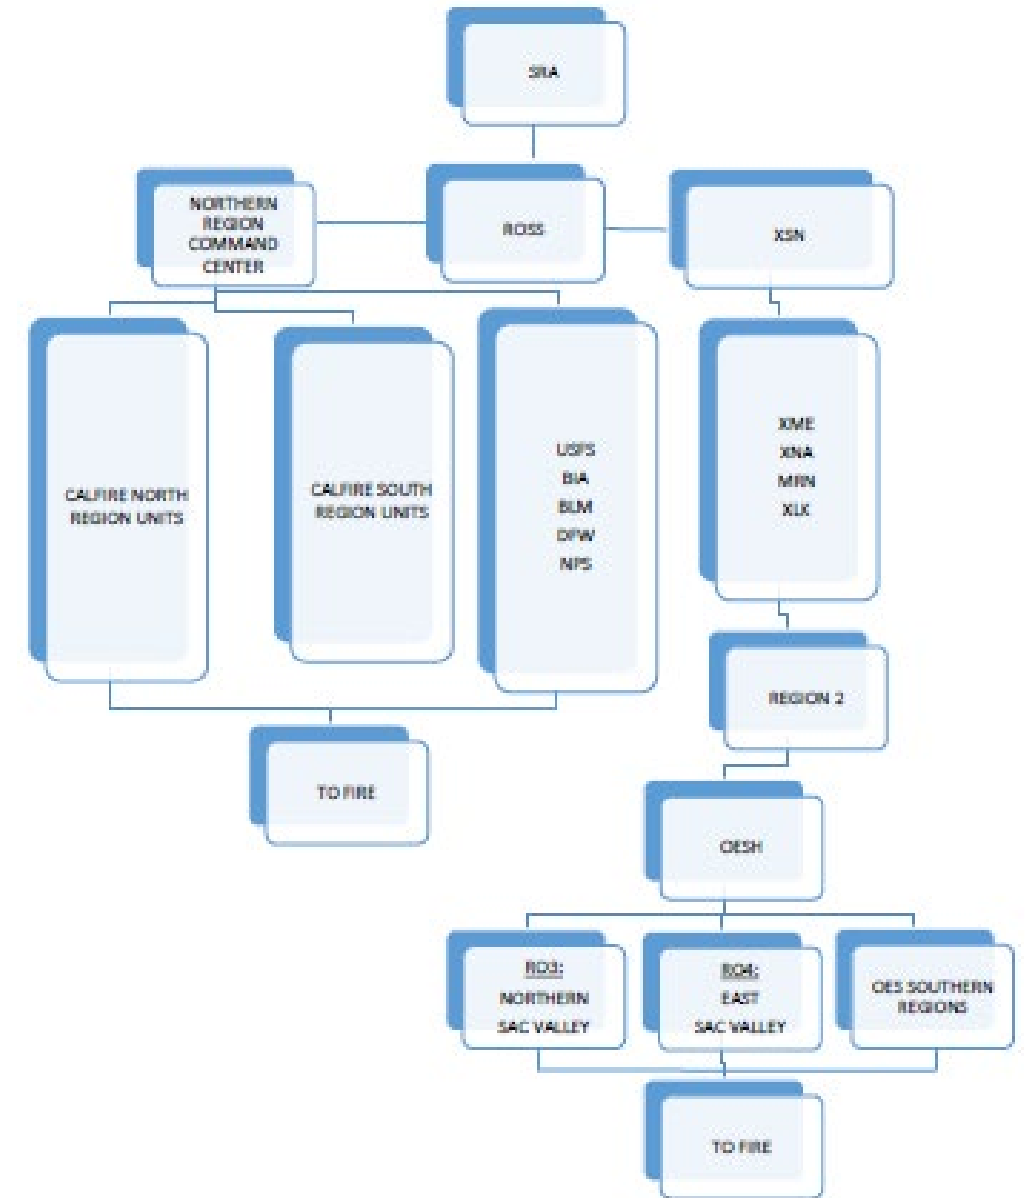 SRA
NORTHERN
REGION
COMMAND
CENTER
ROSS
XSN
CALFIRE NORTH
REGION UNITS
CALFIRE SOUTH
REGION UNITS
USFS
BIA
BLM
DFW
NPS
XME
XNA
MRN
XLK
REGION 2
TO FIRE
OESH
RO3:
NORTHERN
SAC VALLEY
RO4:
EAST
SAC VALLEY
OES SOUTHERN
REGIONS
TO FIRE